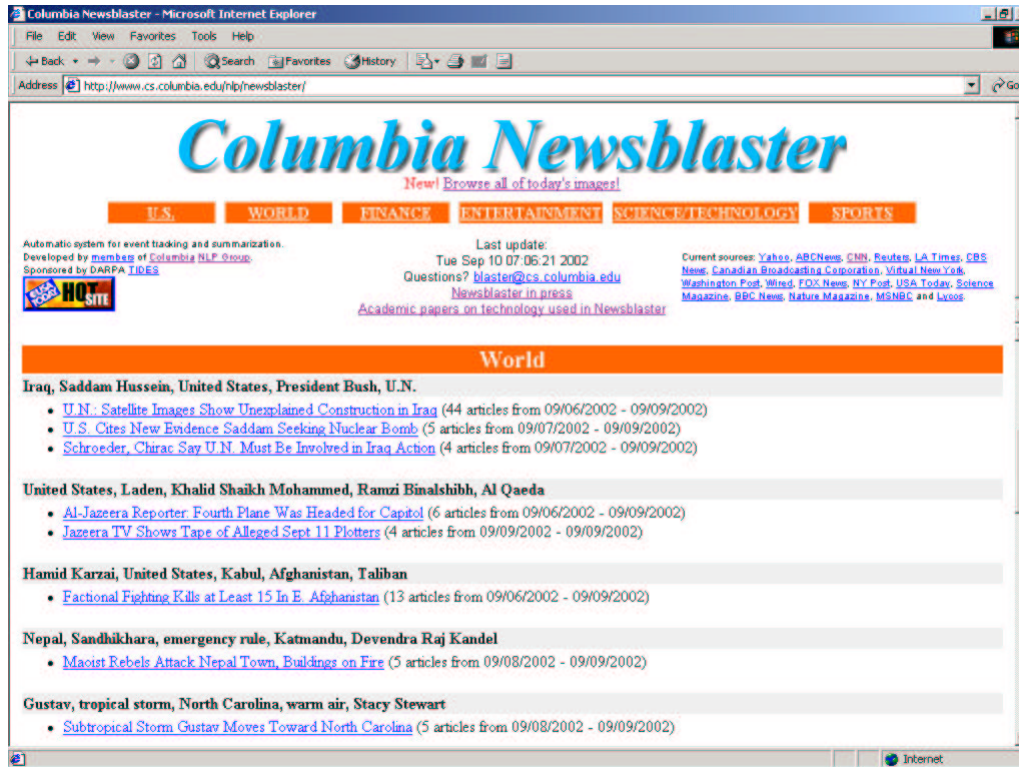 Columbia Newsblaster - Microsoft Internet Explorer
File Edit View Favorites Tools Help
Back Search Favorites History
Address http://www.cs.columbia.edu/nlp/newsblaster/ Go
Columbia Newsblaster
New! Browse all of today's images!
U.S. WORLD FINANCE ENTERTAINMENT SCIENCE/TECHNOLOGY SPORTS
Automatic system for event tracking and summarization.
Developed by members of Columbia NLP Group.
Sponsored by DARPA TIDES
HOT
SITE
Last update:
Tue Sep 10 07:06:21 2002
Questions? blaster@cs.columbia.edu
Newsblaster in press
Academic papers on technology used in Newsblaster
Current sources: Yahoo, ABCNews, CNN, Reuters, LA Times, CBS
News, Canadian Broadcasting Corporation, Virtual New York,
Washington Post, Wired, FOX News, NY Post, USA Today, Science
Magazine, BBC News, Nature Magazine, MSNBC and Lycos.
World
Iraq, Saddam Hussein, United States, President Bush, U.N.
• U.N.: Satellite Images Show Unexplained Construction in Iraq (44 articles from 09/06/2002 - 09/09/2002)
• U.S. Cites New Evidence Saddam Seeking Nuclear Bomb (5 articles from 09/07/2002 - 09/09/2002)
• Schroeder, Chirac Say U.N. Must Be Involved in Iraq Action (4 articles from 09/07/2002 - 09/09/2002)
United States, Laden, Khalid Shaikh Mohammed, Ramzi Binalshibh, Al Qaeda
• Al-Jazeera Reporter: Fourth Plane Was Headed for Capitol (6 articles from 09/06/2002 - 09/09/2002)
• Jazeera TV Shows Tape of Alleged Sept 11 Plotters (4 articles from 09/09/2002 - 09/09/2002)
Hamid Karzai, United States, Kabul, Afghanistan, Taliban
• Factional Fighting Kills at Least 15 In E. Afghanistan (13 articles from 09/06/2002 - 09/09/2002)
Nepal, Sandhikhara, emergency rule, Katmandu, Devendra Raj Kandel
• Maoist Rebels Attack Nepal Town, Buildings on Fire (5 articles from 09/08/2002 - 09/09/2002)
Gustav, tropical storm, North Carolina, warm air, Stacy Stewart
• Subtropical Storm Gustav Moves Toward North Carolina (5 articles from 09/08/2002 - 09/09/2002)
Internet